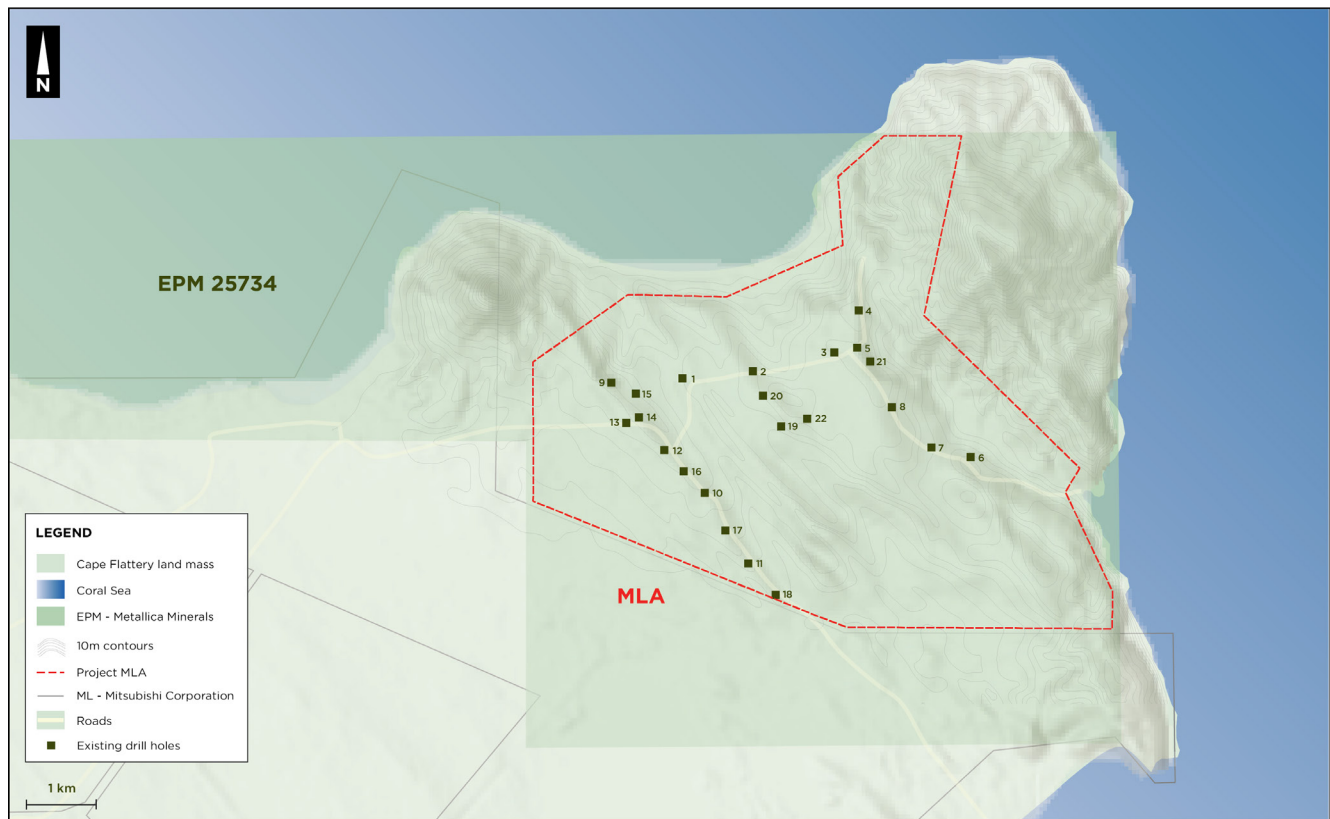 N
EPM 25734
4
3
5
21
2
1
9
15
20
8
14
13
22
19
7
6
12
16
10
17
11
18
MLA
LEGEND
Cape Flattery land mass
Coral Sea
EPM - Metallica Minerals
10m contours
Project MLA
ML - Mitsubishi Corporation
Roads
Existing drill holes
1 km